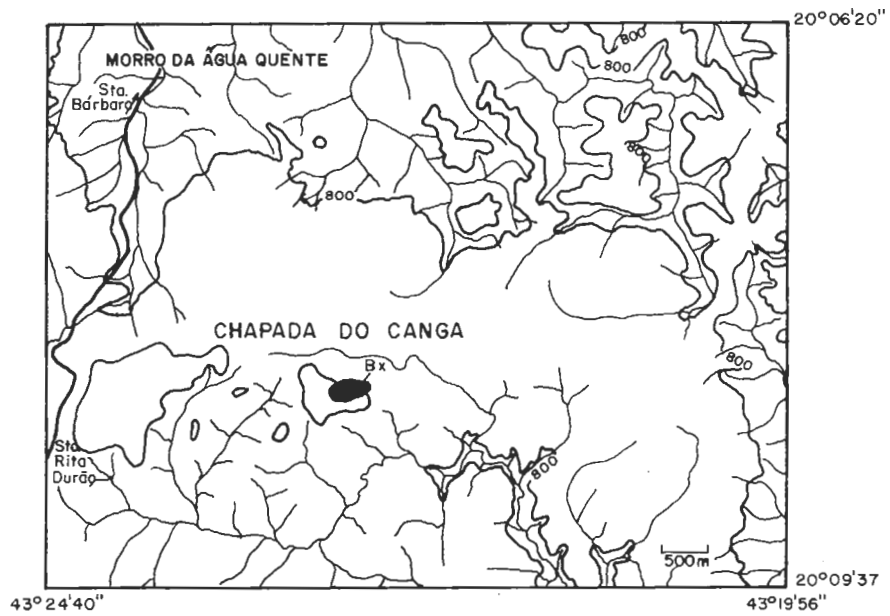 20°06'20''
MORRO DA ÁGUA QUENTE
Sta.
Bárbara
800
800
800
800
CHAPADA DO CANGA
800
Bx
Sta.
Rita
Durão
800
500m
20°09'37
43°24'40''
43°19'56''